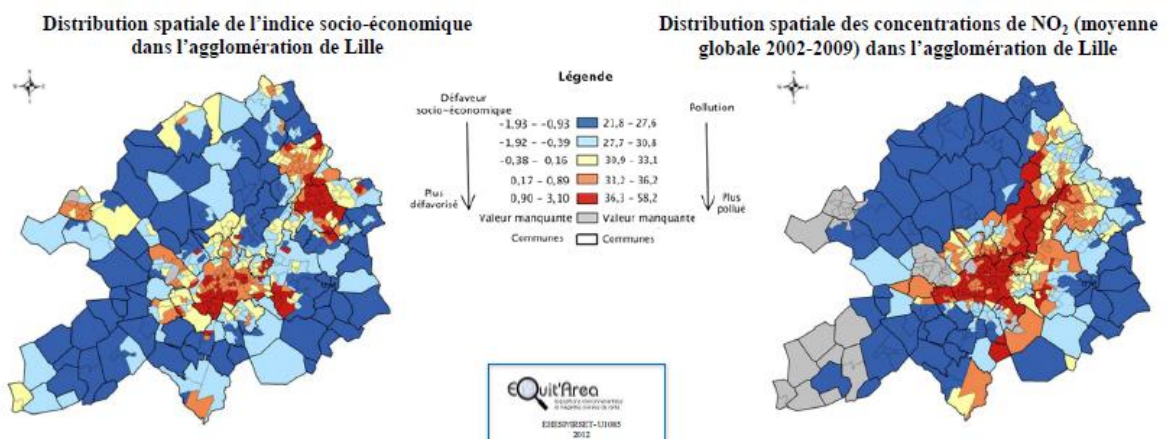 Distribution spatiale de l’indice socio-économique
dans l’agglomération de Lille
Distribution spatiale des concentrations de NO2 (moyenne
globale 2002-2009) dans l’agglomération de Lille
Légende
Défaveur
socio-économique
Pollution
-1,93 – -0,93 21,8 – 27,6
-1,92 – -0,39 27,7 – 30,8
-0,38 – 0,16 30,9 – 33,1
0,17 – 0,89 33,2 – 36,2
0,90 – 3,10 36,3 – 58,2
Plus
défavorisé
Plus
pollué
Valeur manquante Valeur manquante
Communes Communes
EQuit'Area
EHESP/IRSET-U1085
2012